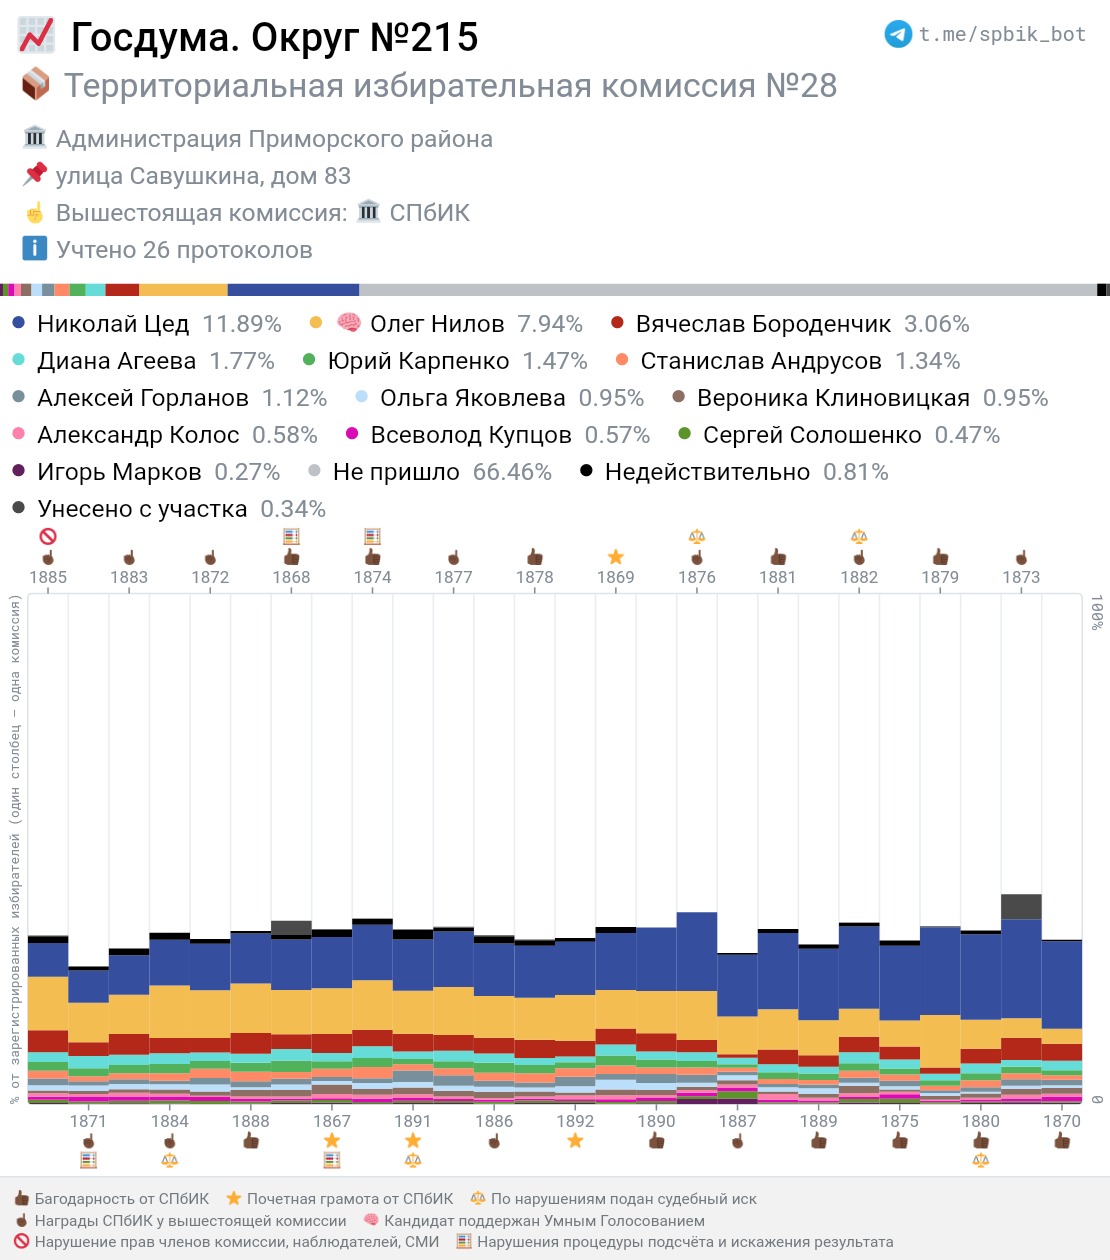 Госдума. Округ №215
t.me/spbik_bot
Территориальная избирательная комиссия №28
Администрация Приморского района
улица Савушкина, дом 83
Вышестоящая комиссия: СПбИК
Учтено 26 протоколов
Николай Цед 11.89% Олег Нилов 7.94% Вячеслав Бороденчик 3.06%
Диана Агеева 1.77% Юрий Карпенко 1.47% Станислав Андрусов 1.34%
Алексей Горланов 1.12% Ольга Яковлева 0.95% Вероника Клиновицкая 0.95%
Александр Колос 0.58% Всеволод Купцов 0.57% Сергей Солошенко 0.47%
Игорь Марков 0.27% Не пришло 66.46% Недействительно 0.81%
Унесено с участка 0.34%
1885 1883 1872 1868 1874 1877 1878 1869 1876 1881 1882 1879 1873
% от зарегистрированных избирателей (один столбец — одна комиссия)
100%
0
1871 1884 1888 1867 1891 1886 1892 1890 1887 1889 1875 1880 1870
Багодарность от СПбИК Почетная грамота от СПбИК По нарушениям подан судебный иск
Награды СПбИК у вышестоящей комиссии Кандидат поддержан Умным Голосованием
Нарушение прав членов комиссии, наблюдателей, СМИ Нарушения процедуры подсчёта и искажения результата